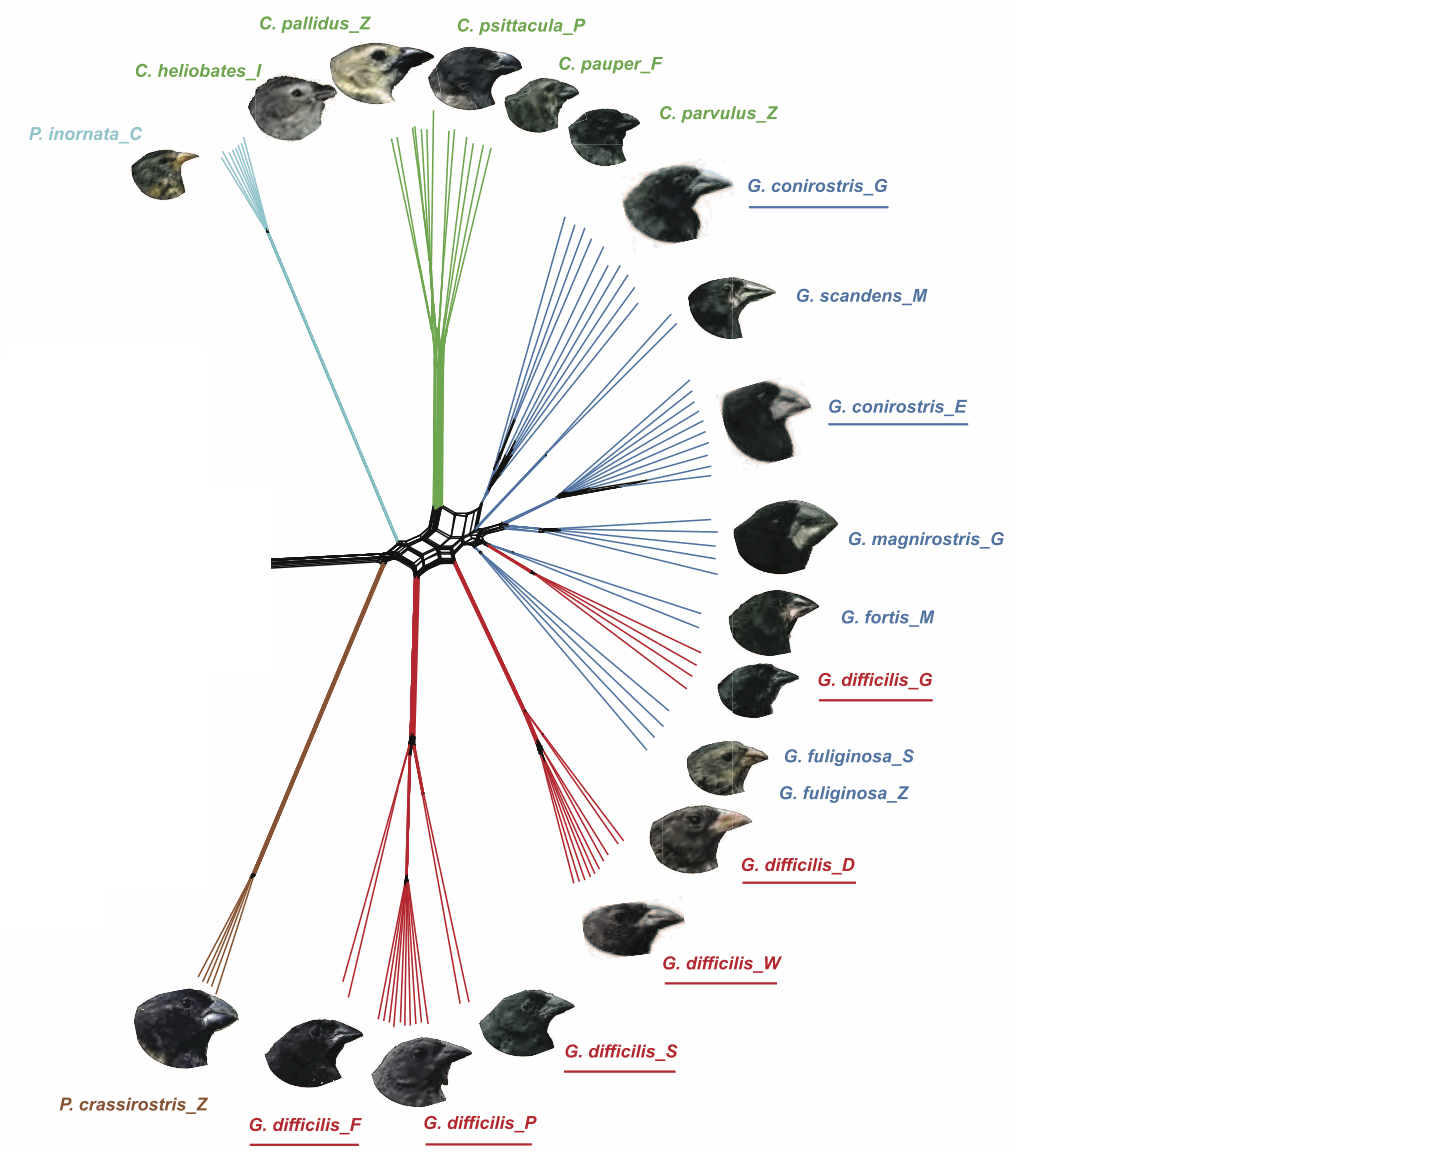 C. pallidus_Z
C. psittacula_P
C. heliobates_I
C. pauper_F
C. parvulus_Z
P. inornata_C
G. conirostris_G
G. scandens_M
G. conirostris_E
G. magnirostris_G
G. fortis_M
G. difficilis_G
G. fuliginosa_S
G. fuliginosa_Z
G. difficilis_D
G. difficilis_W
G. difficilis_S
P. crassirostris_Z
G. difficilis_F
G. difficilis_P